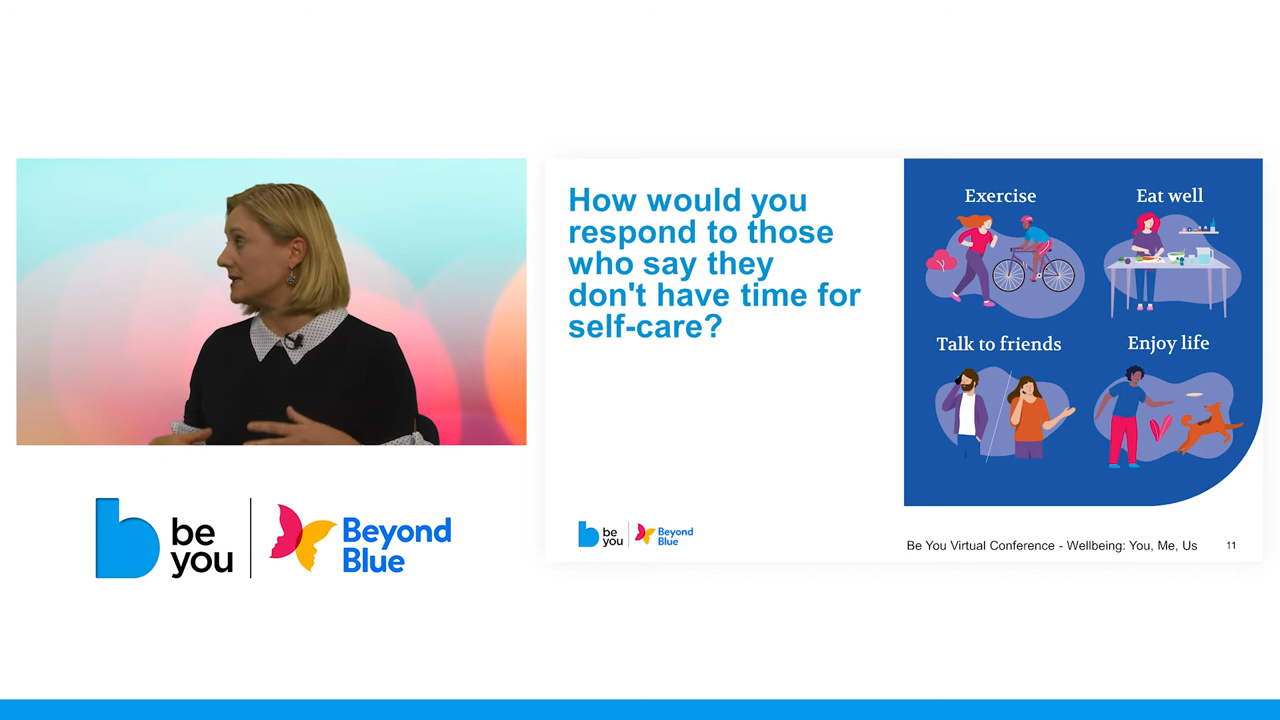 be
you
Beyond
Blue
How would you
respond to those
who say they
don't have time for
self-care?
Exercise
Eat well
Talk to friends
Enjoy life
be
you
Beyond
Blue
Be You Virtual Conference - Wellbeing: You, Me, Us
11